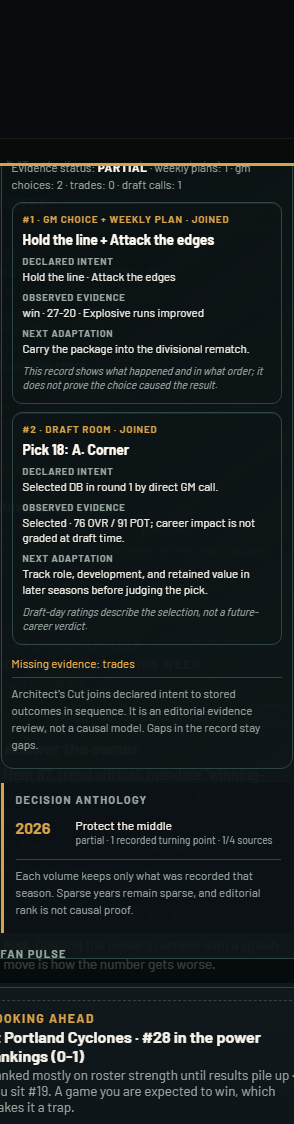 Evidence status: PARTIAL · weekly plans: 1 · gm
choices: 2 · trades: 0 · draft calls: 1
#1 · GM CHOICE + WEEKLY PLAN · JOINED
Hold the line + Attack the edges
DECLARED INTENT
Hold the line · Attack the edges
OBSERVED EVIDENCE
win · 27-20 · Explosive runs improved
NEXT ADAPTATION
Carry the package into the divisional rematch.
This record shows what happened and in what order; it
does not prove the choice caused the result.
#2 · DRAFT ROOM · JOINED
Pick 18: A. Corner
DECLARED INTENT
Selected DB in round 1 by direct GM call.
OBSERVED EVIDENCE
Selected · 76 OVR / 91 POT; career impact is not
graded at draft time.
NEXT ADAPTATION
Track role, development, and retained value in
later seasons before judging the pick.
Draft-day ratings describe the selection, not a future-
career verdict.
Missing evidence: trades
Architect's Cut joins declared intent to stored
outcomes in sequence. It is an editorial evidence
review, not a causal model. Gaps in the record stay
gaps.
the owner
DECISION ANTHOLOGY
2026
Protect the middle
partial · 1 recorded turning point · 1/4 sources
Each volume keeps only what was recorded that
season. Sparse years remain sparse, and editorial
rank is not causal proof.
FAN PULSE
move is how the number gets worse.
OOKING AHEAD
t Portland Cyclones · #28 in the power
ankings (0-1)
anked mostly on roster strength until results pile up ·
u sit #19. A game you are expected to win, which
akes it a trap.